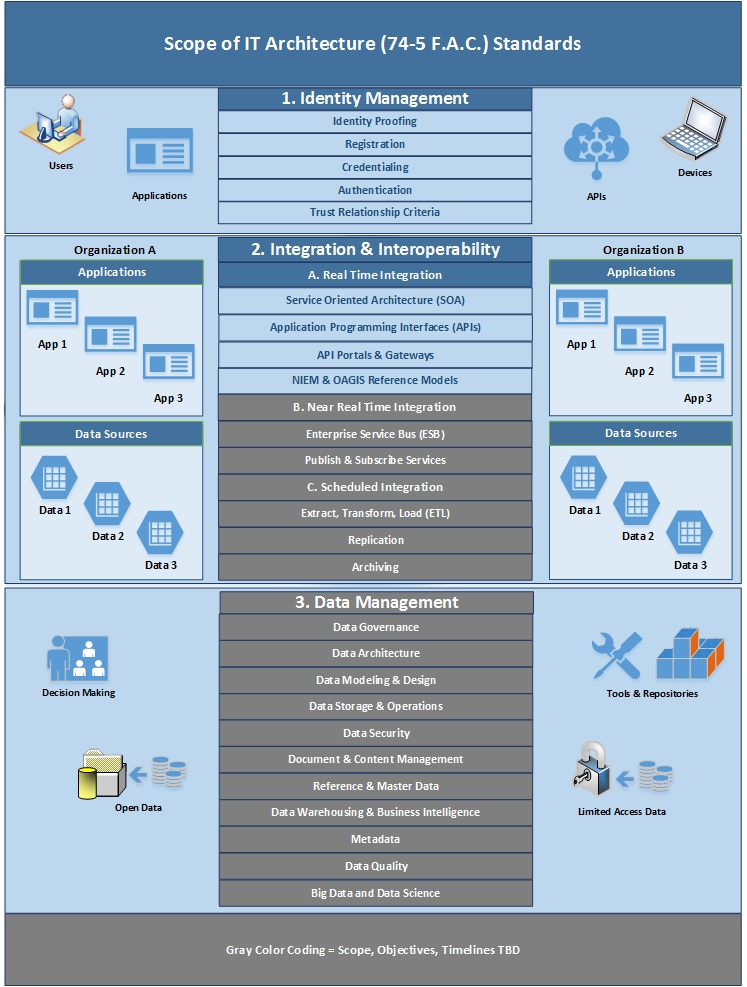 Scope of IT Architecture (74-5 F.A.C.) Standards
1. Identity Management
Identity Proofing
Registration
Credentialing
Authentication
Trust Relationship Criteria
Users
Applications
APIs
Devices
Organization A
Applications
App 1
App 2
App 3
Data Sources
Data 1
Data 2
Data 3
2. Integration & Interoperability
A. Real Time Integration
Service Oriented Architecture (SOA)
Application Programming Interfaces (APIs)
API Portals & Gateways
NIEM & OAGIS Reference Models
B. Near Real Time Integration
Enterprise Service Bus (ESB)
Publish & Subscribe Services
C. Scheduled Integration
Extract, Transform, Load (ETL)
Replication
Archiving
Organization B
Applications
App 1
App 2
App 3
Data Sources
Data 1
Data 2
Data 3
3. Data Management
Data Governance
Data Architecture
Data Modeling & Design
Data Storage & Operations
Data Security
Document & Content Management
Reference & Master Data
Data Warehousing & Business Intelligence
Metadata
Data Quality
Big Data and Data Science
Decision Making
Open Data
Tools & Repositories
Limited Access Data
Gray Color Coding = Scope, Objectives, Timelines TBD